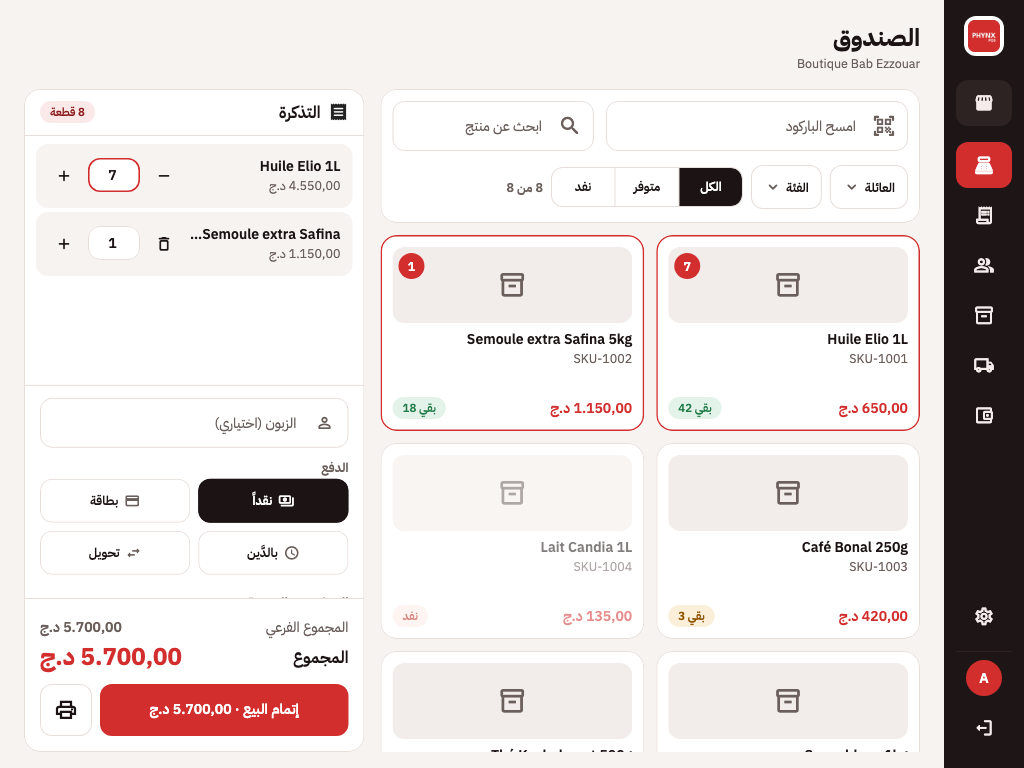 PHYNX
الصندوق
Boutique Bab Ezzouar
امسح الباركود
ابحث عن منتج
العائلة
الفئة
الكل
متوفر
نفد
8 من 8
7
Huile Elio 1L
SKU-1001
650,00 د.ج
بقي 42
1
Semoule extra Safina 5kg
SKU-1002
1.150,00 د.ج
بقي 18
Café Bonal 250g
SKU-1003
420,00 د.ج
بقي 3
Lait Candia 1L
SKU-1004
135,00 د.ج
نفد
التذكرة
8 قطعة
Huile Elio 1L
4.550,00 د.ج
− 7 +
Semoule extra Safina...
1.150,00 د.ج
1 +
الزبون (اختياري)
الدفع
نقداً
بطاقة
بالدَّين
تحويل
المجموع الفرعي
5.700,00 د.ج
المجموع
5.700,00 د.ج
إتمام البيع · 5.700,00 د.ج
A